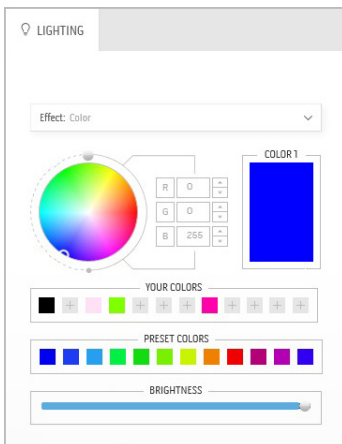 LIGHTING
Effect: Color
COLOR 1
R 0
G 0
B 255
YOUR COLORS
PRESET COLORS
BRIGHTNESS